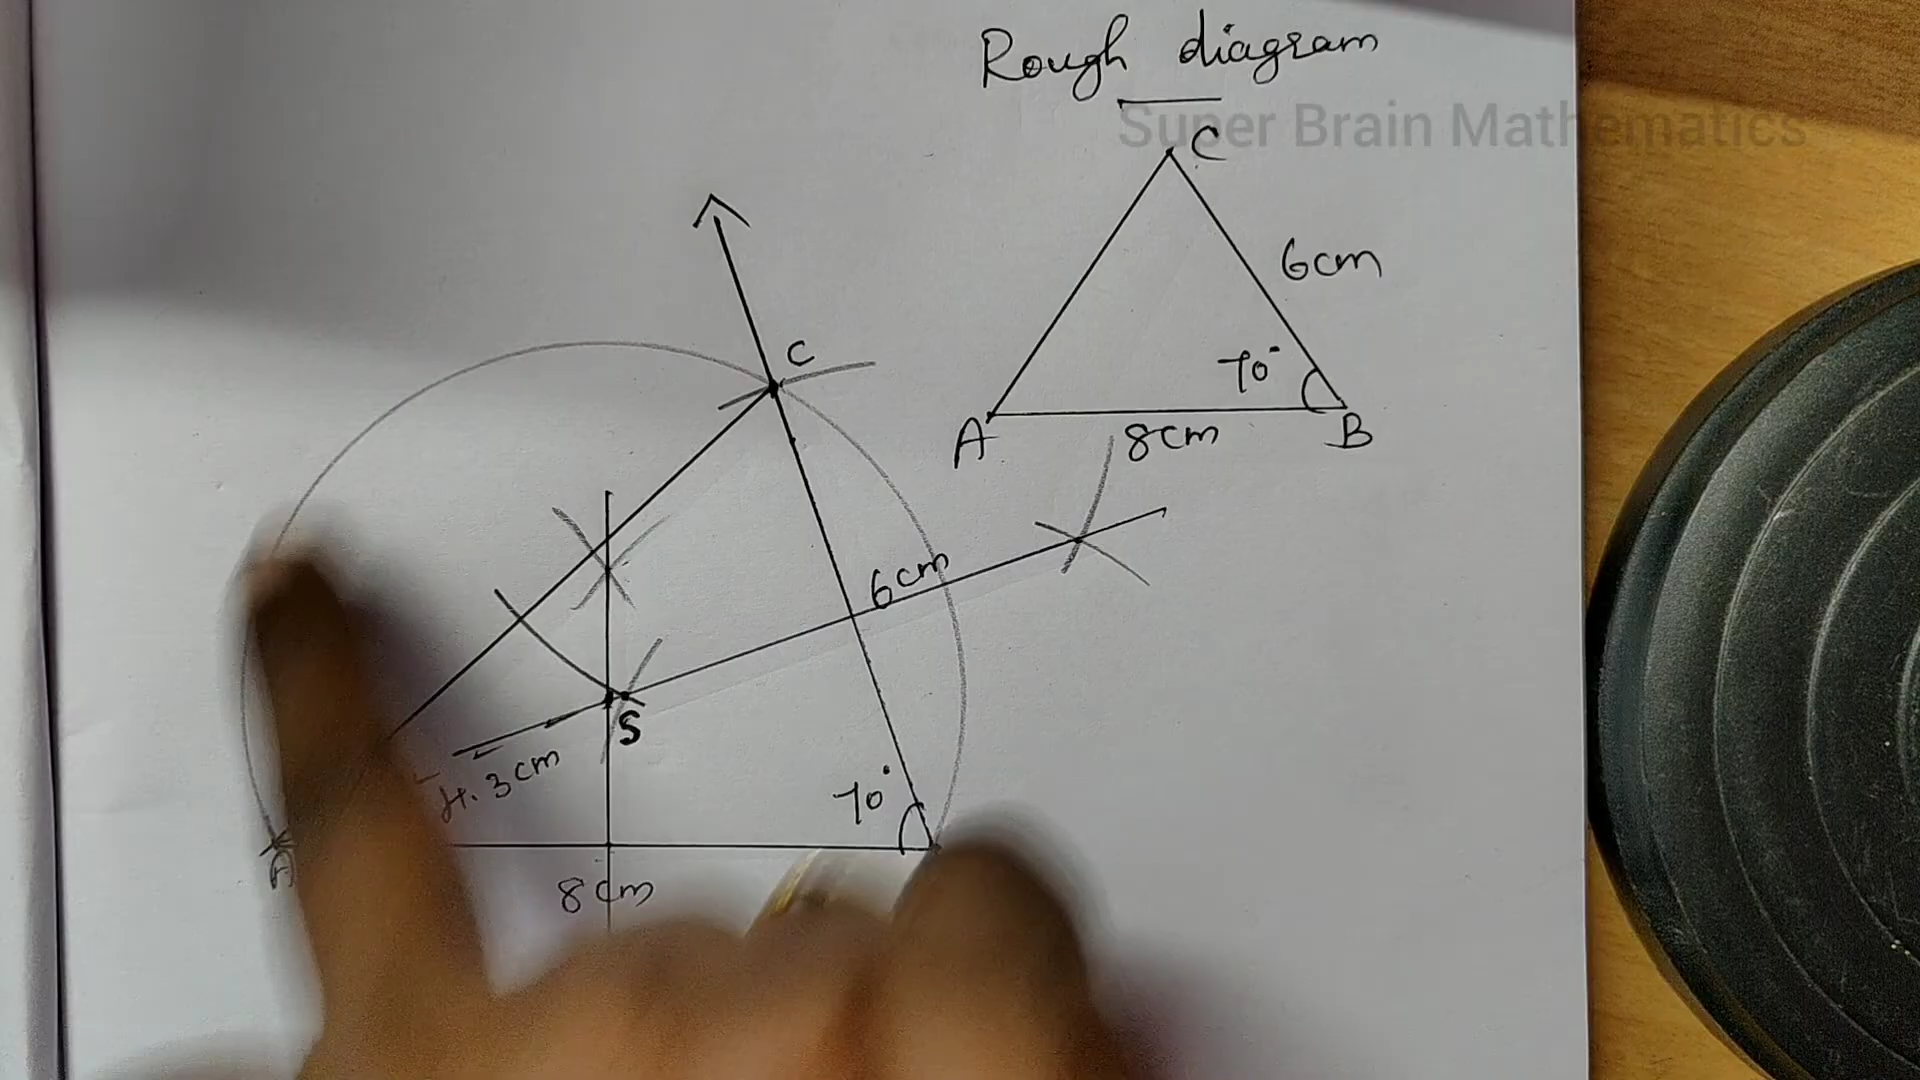 Rough diagram
Super Brain Mathematics
C
6cm
70°
A
8cm
B
C
6cm
S
4.3cm
70°
A
8cm